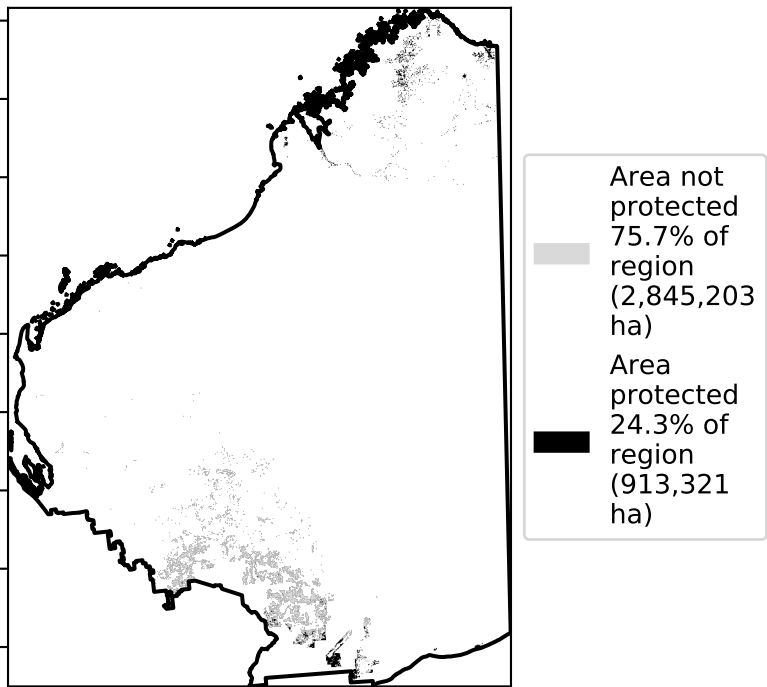 Area not
protected
75.7% of
region
(2,845,203
ha)
Area
protected
24.3% of
region
(913,321
ha)